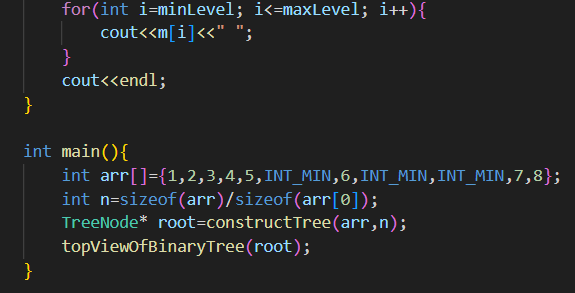 for(int i=minLevel; i<=maxLevel; i++){
cout<<m[i]<<" ";
}
cout<<endl;
}
int main(){
int arr[]={1,2,3,4,5,INT_MIN,6,INT_MIN,INT_MIN,7,8};
int n=sizeof(arr)/sizeof(arr[0]);
TreeNode* root=constructTree(arr,n);
topViewOfBinaryTree(root);
}